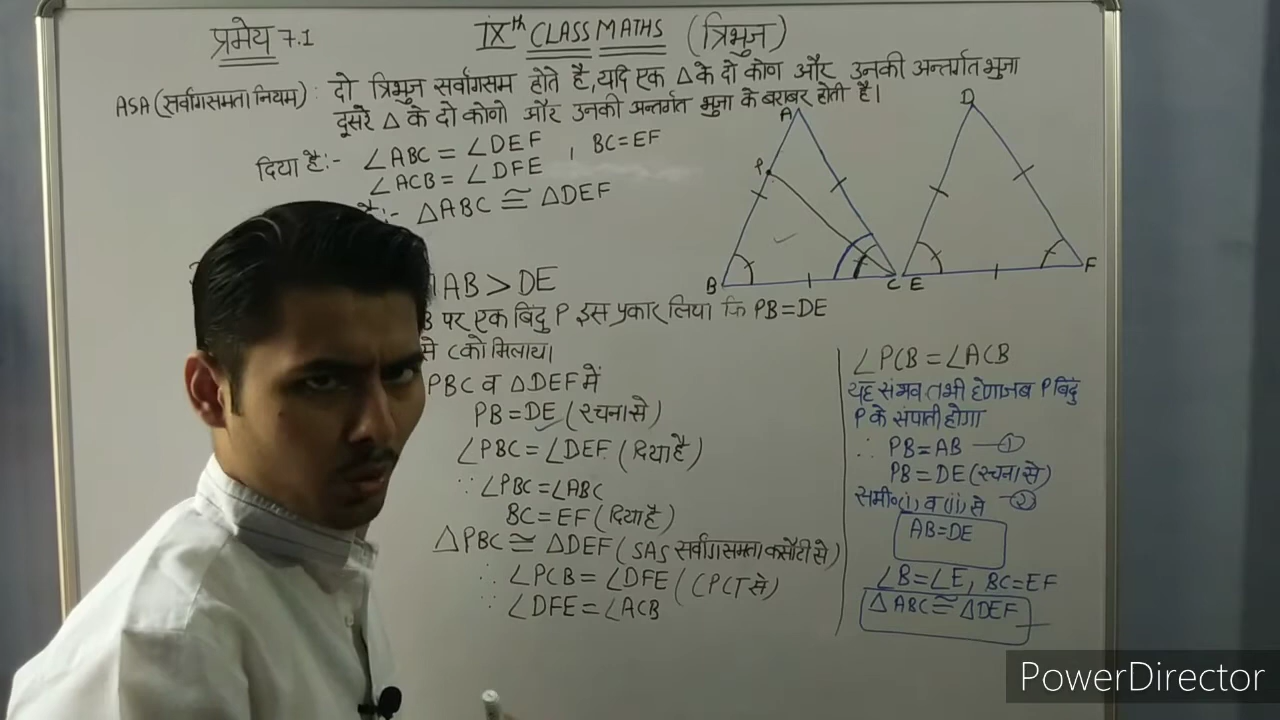 प्रमेय 7.1
IXth CLASS MATHS (त्रिभुज)
ASA (सर्वांगसमता नियम) : दो त्रिभुज सर्वांगसम होते है, यदि एक Δ के दो कोण और उनकी अन्तर्गत भुजा
दूसरे Δ के दो कोणो और उनकी अन्तर्गत भुजा के बराबर होती है।
दिया है:- ∠ABC = ∠DEF , BC=EF
∠ACB = ∠DFE
है:- ΔABC ≅ ΔDEF
AB > DE
B पर एक बिंदु P इस प्रकार लिया कि PB=DE
से C को मिलाया।
PBC व ΔDEF में
PB=DE (रचना से)
∠PBC = ∠DEF (दिया है)
∵ ∠PBC = ∠ABC
BC = EF (दिया है)
ΔPBC ≅ ΔDEF (SAS सर्वांगसमता कसौटी से)
∴ ∠PCB = ∠DFE (CPCT से)
∵ ∠DFE = ∠ACB
A
P
B
C
D
E
F
∠PCB = ∠ACB
यह संभव तभी होगा जब P बिंदु
P के संपाती होगा
∴ PB = AB —①
PB = DE (रचना से)
समी० (i) व (ii) से —②
AB=DE
∠B=∠E, BC=EF
ΔABC ≅ ΔDEF
PowerDirector